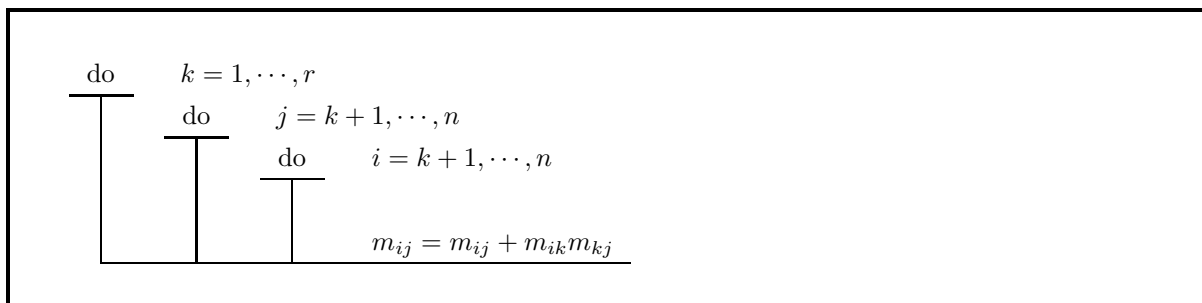 do k = 1, ⋯, r
do j = k + 1, ⋯, n
do i = k + 1, ⋯, n
m_{ij} = m_{ij} + m_{ik}m_{kj}